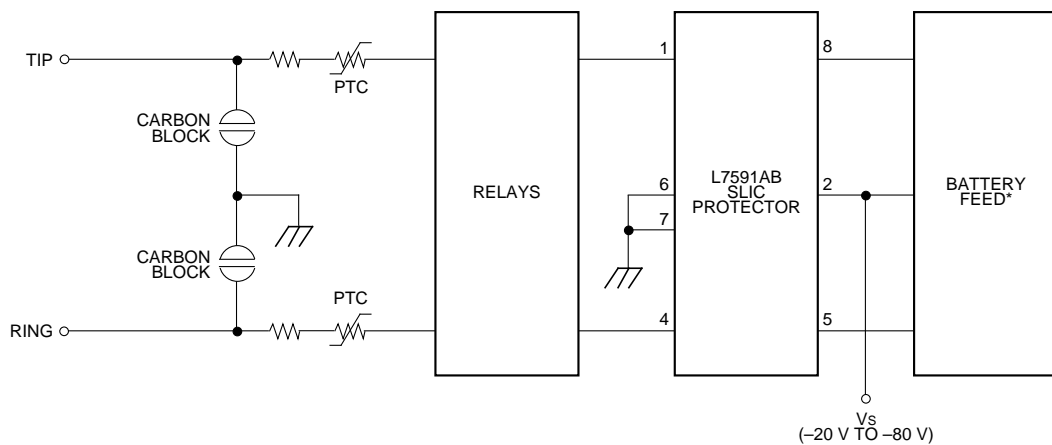 TIP
PTC
CARBON
BLOCK
RELAYS
1
8
6
7
L7591AB
SLIC
PROTECTOR
2
BATTERY
FEED*
CARBON
BLOCK
PTC
RING
4
5
VS
(–20 V TO –80 V)